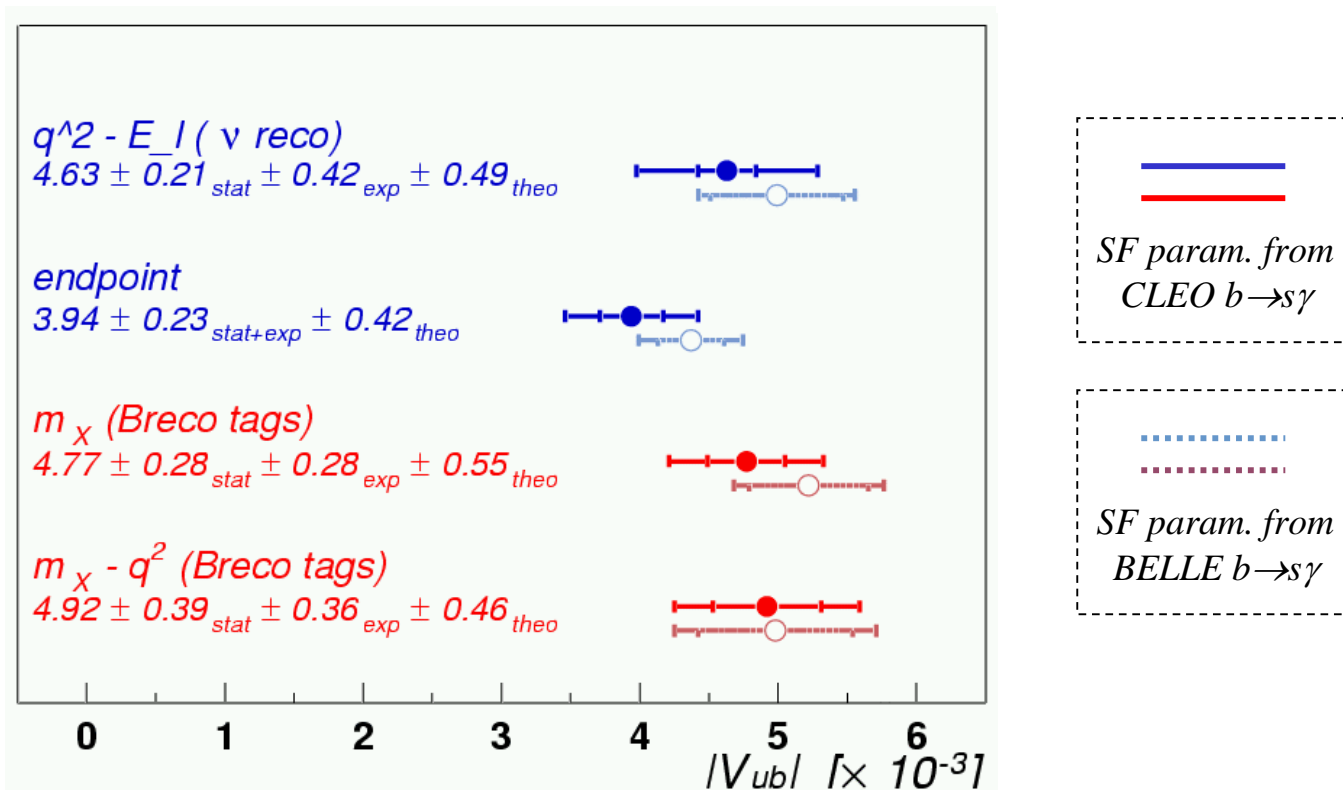 q^2 - E_l ( ν reco)
4.63 ± 0.21 stat ± 0.42 exp ± 0.49 theo
endpoint
3.94 ± 0.23 stat+exp ± 0.42 theo
m X (Breco tags)
4.77 ± 0.28 stat ± 0.28 exp ± 0.55 theo
m X - q² (Breco tags)
4.92 ± 0.39 stat ± 0.36 exp ± 0.46 theo
0 1 2 3 4 5 6
|Vub| [× 10⁻³]
SF param. from
CLEO b→sγ
SF param. from
BELLE b→sγ